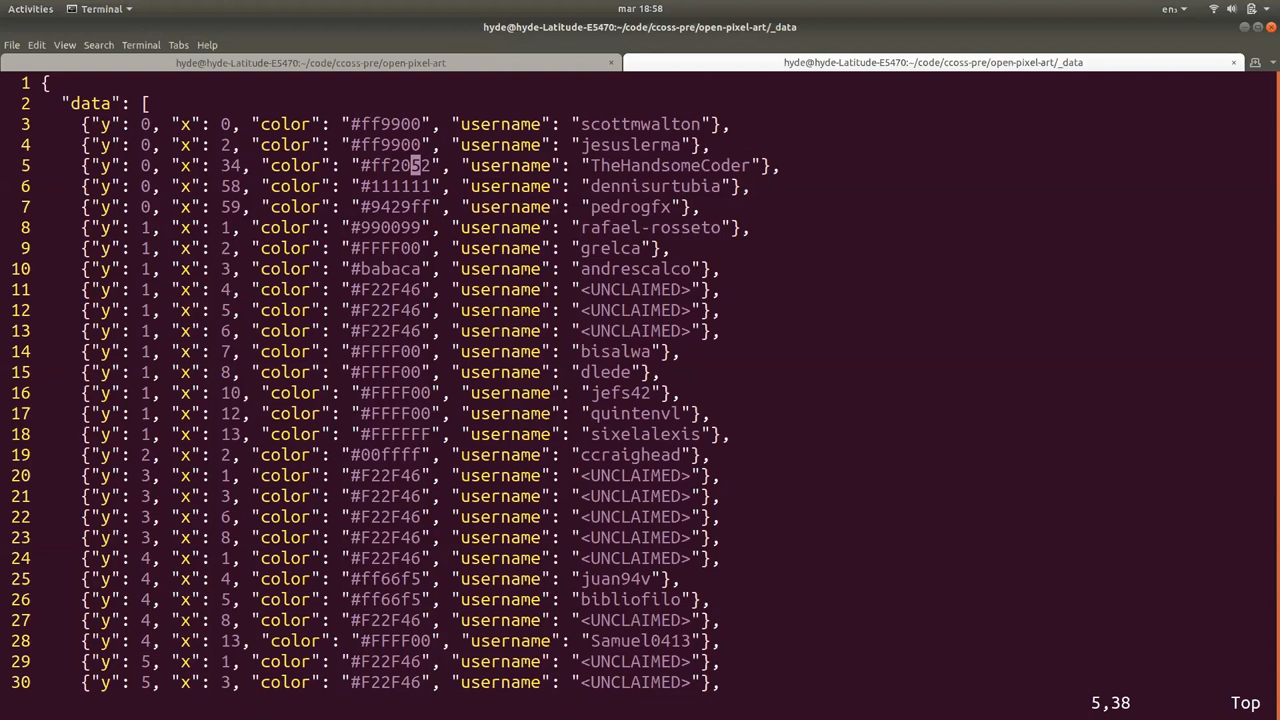 Activities Terminal mar 18:58 en₃
hyde@hyde-Latitude-E5470:~/code/ccoss-pre/open-pixel-art/_data
File Edit View Search Terminal Tabs Help
hyde@hyde-Latitude-E5470:~/code/ccoss-pre/open-pixel-art × hyde@hyde-Latitude-E5470:~/code/ccoss-pre/open-pixel-art/_data ×
1 {
2 "data": [
3 {"y": 0, "x": 0, "color": "#ff9900", "username": "scottmwalton"},
4 {"y": 0, "x": 2, "color": "#ff9900", "username": "jesuslerma"},
5 {"y": 0, "x": 34, "color": "#ff2052", "username": "TheHandsomeCoder"},
6 {"y": 0, "x": 58, "color": "#111111", "username": "dennisurtubia"},
7 {"y": 0, "x": 59, "color": "#9429ff", "username": "pedrogfx"},
8 {"y": 1, "x": 1, "color": "#990099", "username": "rafael-rosseto"},
9 {"y": 1, "x": 2, "color": "#FFFF00", "username": "grelca"},
10 {"y": 1, "x": 3, "color": "#babaca", "username": "andrescalco"},
11 {"y": 1, "x": 4, "color": "#F22F46", "username": "<UNCLAIMED>"},
12 {"y": 1, "x": 5, "color": "#F22F46", "username": "<UNCLAIMED>"},
13 {"y": 1, "x": 6, "color": "#F22F46", "username": "<UNCLAIMED>"},
14 {"y": 1, "x": 7, "color": "#FFFF00", "username": "bisalwa"},
15 {"y": 1, "x": 8, "color": "#FFFF00", "username": "dlede"},
16 {"y": 1, "x": 10, "color": "#FFFF00", "username": "jefs42"},
17 {"y": 1, "x": 12, "color": "#FFFF00", "username": "quintenvl"},
18 {"y": 1, "x": 13, "color": "#FFFFFF", "username": "sixelalexis"},
19 {"y": 2, "x": 2, "color": "#00ffff", "username": "ccraighead"},
20 {"y": 3, "x": 1, "color": "#F22F46", "username": "<UNCLAIMED>"},
21 {"y": 3, "x": 3, "color": "#F22F46", "username": "<UNCLAIMED>"},
22 {"y": 3, "x": 6, "color": "#F22F46", "username": "<UNCLAIMED>"},
23 {"y": 3, "x": 8, "color": "#F22F46", "username": "<UNCLAIMED>"},
24 {"y": 4, "x": 1, "color": "#F22F46", "username": "<UNCLAIMED>"},
25 {"y": 4, "x": 4, "color": "#ff66f5", "username": "juan94v"},
26 {"y": 4, "x": 5, "color": "#ff66f5", "username": "bibliofilo"},
27 {"y": 4, "x": 8, "color": "#F22F46", "username": "<UNCLAIMED>"},
28 {"y": 4, "x": 13, "color": "#FFFF00", "username": "Samuel0413"},
29 {"y": 5, "x": 1, "color": "#F22F46", "username": "<UNCLAIMED>"},
30 {"y": 5, "x": 3, "color": "#F22F46", "username": "<UNCLAIMED>"},
5,38 Top